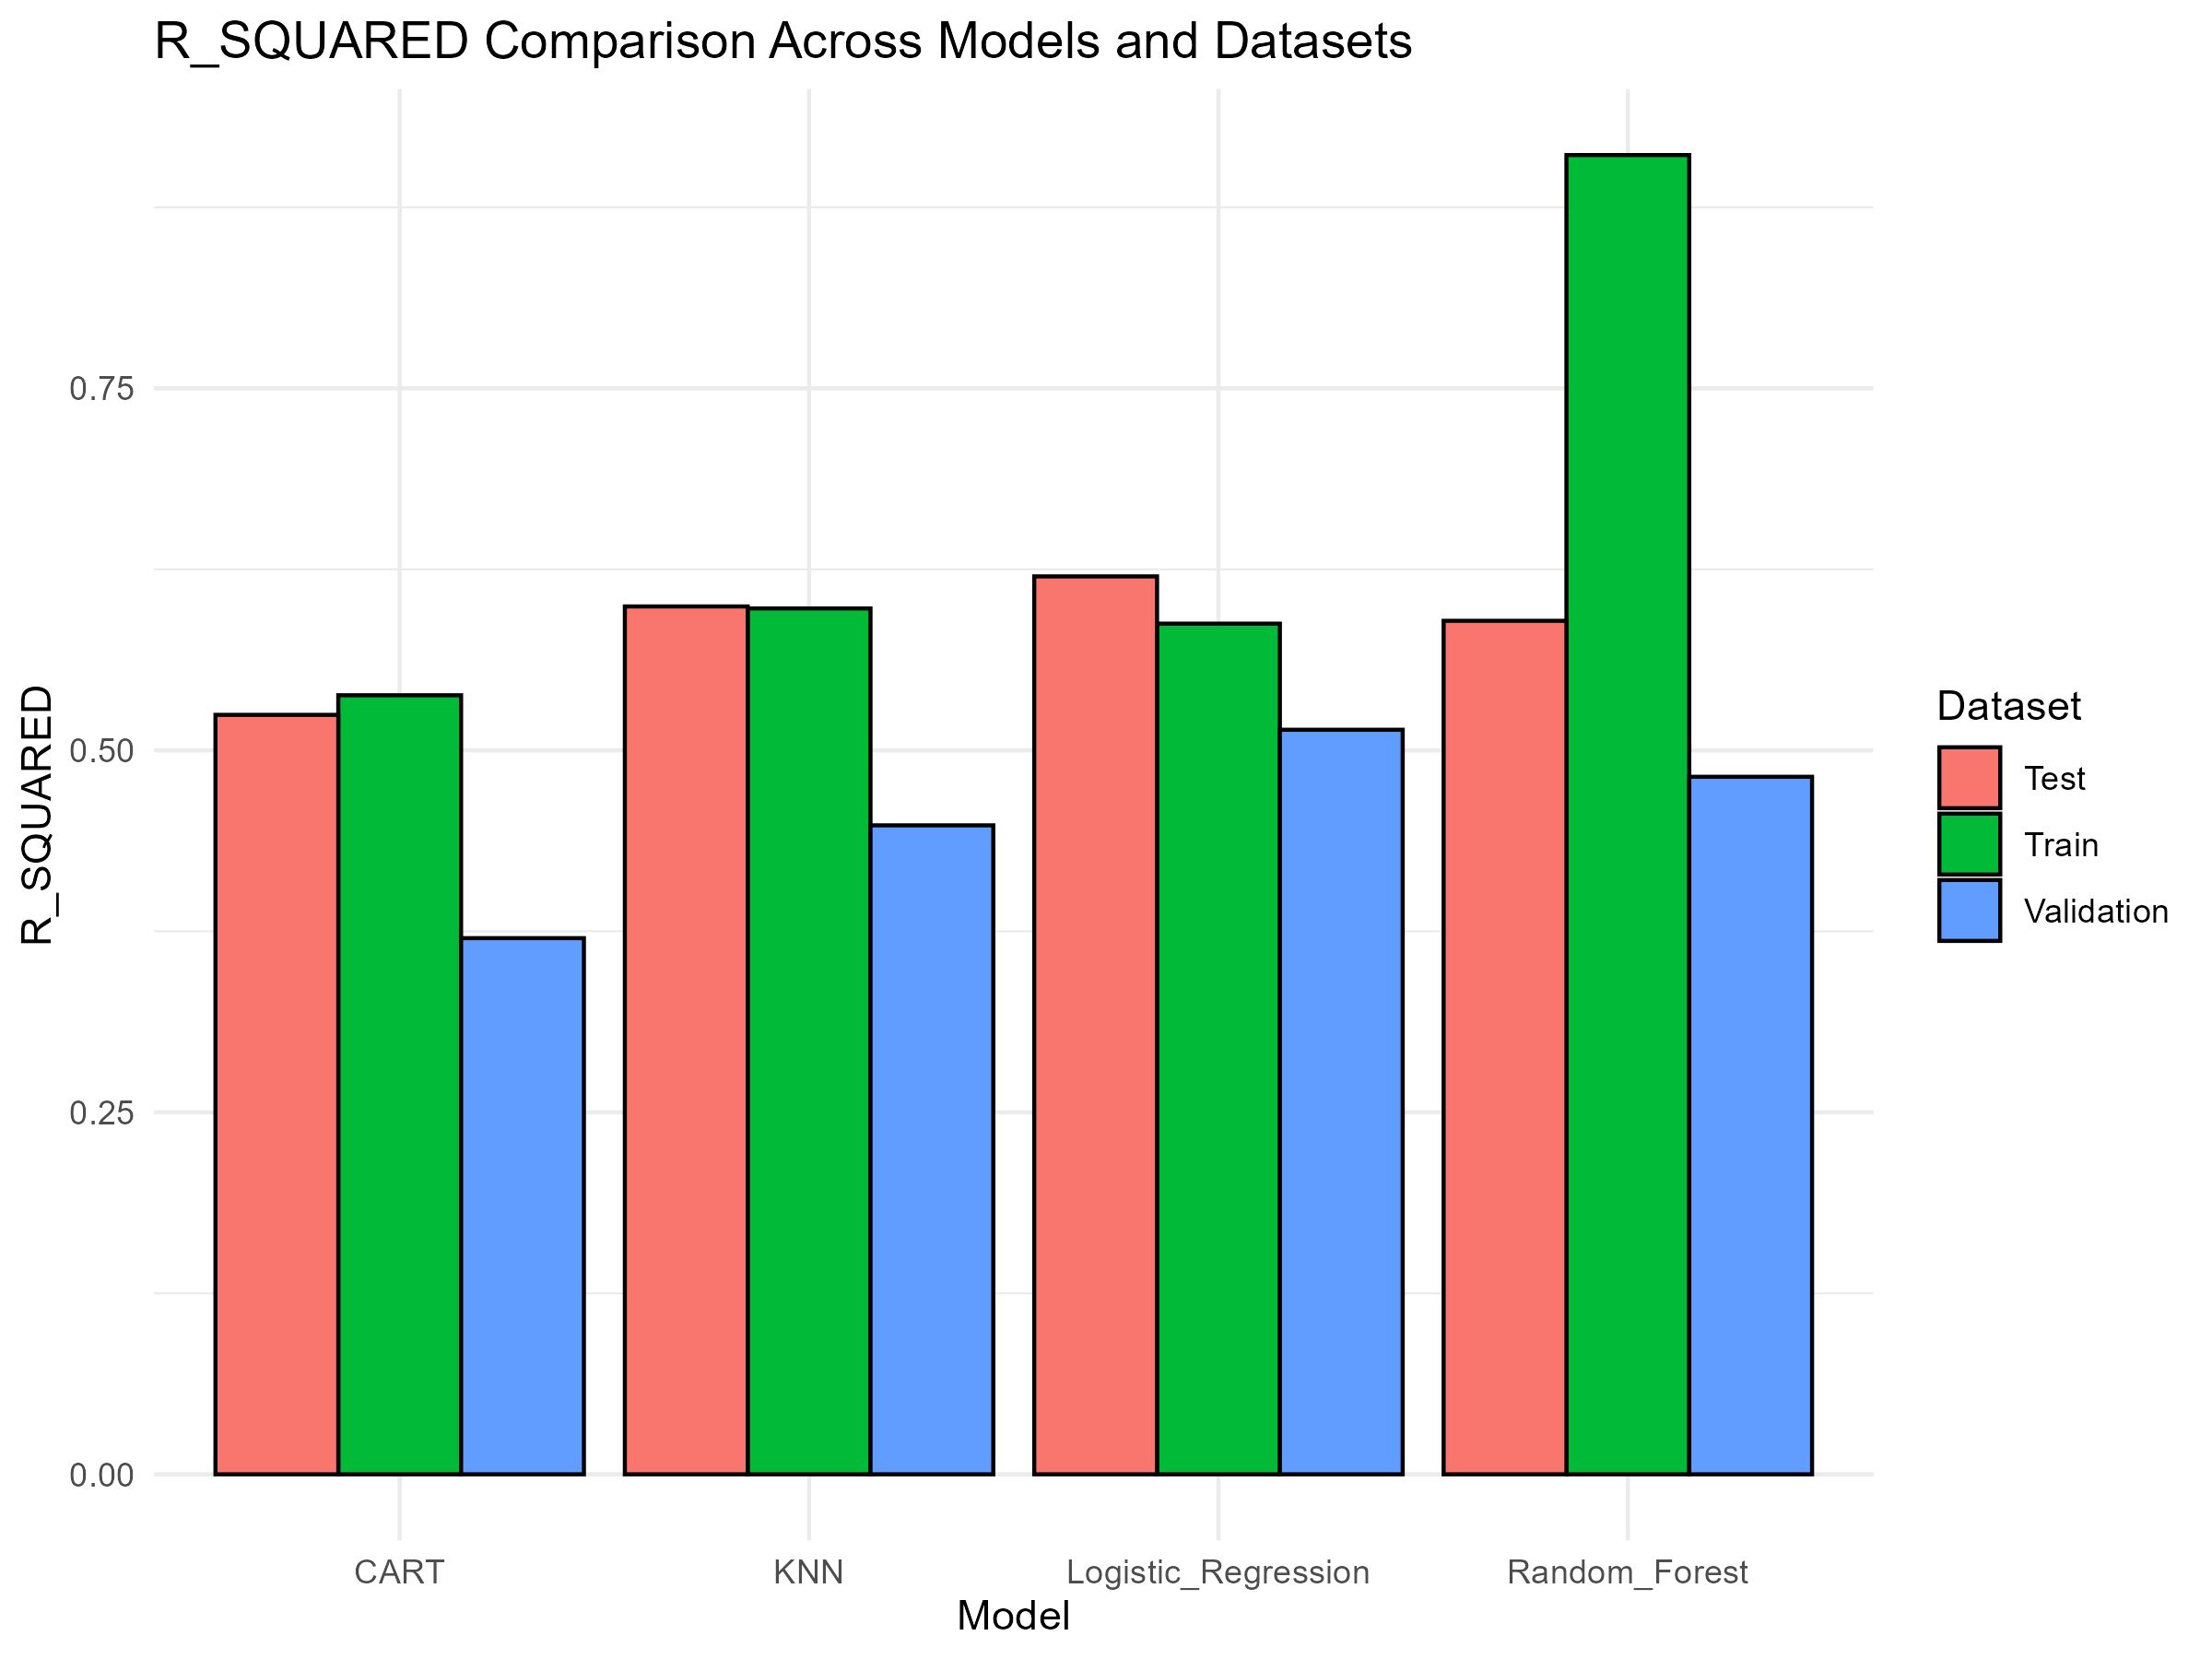 R_SQUARED Comparison Across Models and Datasets
R_SQUARED
0.75
0.50
0.25
0.00
CART KNN Logistic_Regression Random_Forest
Model
Dataset
Test
Train
Validation